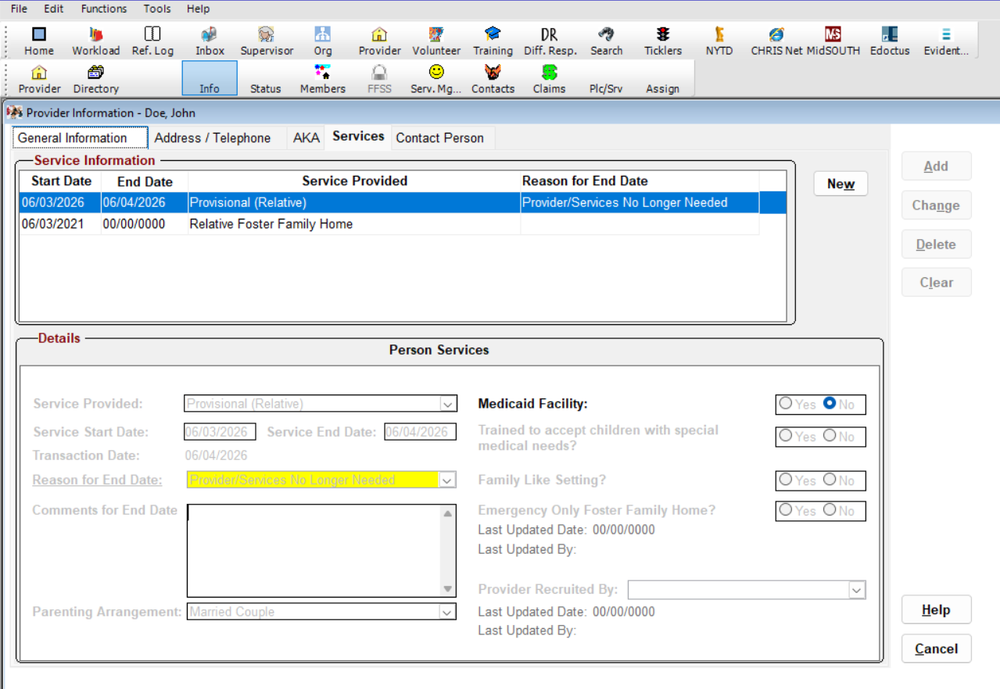 File Edit Functions Tools Help
Home Workload Ref. Log Inbox Supervisor Org Provider Volunteer Training DR Diff. Resp. Search Ticklers NYTD CHRIS Net MS MidSOUTH Edoctus Evident...
Provider Directory Info Status Members FFSS Serv. Mg... Contacts Claims Plc/Srv Assign
Provider Information - Doe, John
General Information Address / Telephone AKA Services Contact Person
Service Information
Start Date End Date Service Provided Reason for End Date
06/03/2026 06/04/2026 Provisional (Relative) Provider/Services No Longer Needed
06/03/2021 00/00/0000 Relative Foster Family Home
New
Add
Change
Delete
Clear
Details
Person Services
Service Provided: Provisional (Relative)
Service Start Date: 06/03/2026 Service End Date: 06/04/2026
Transaction Date: 06/04/2026
Reason for End Date: Provider/Services No Longer Needed
Comments for End Date
Parenting Arrangement: Married Couple
Medicaid Facility: Yes No
Trained to accept children with special
medical needs? Yes No
Family Like Setting? Yes No
Emergency Only Foster Family Home? Yes No
Last Updated Date: 00/00/0000
Last Updated By:
Provider Recruited By:
Last Updated Date: 00/00/0000
Last Updated By:
Help
Cancel